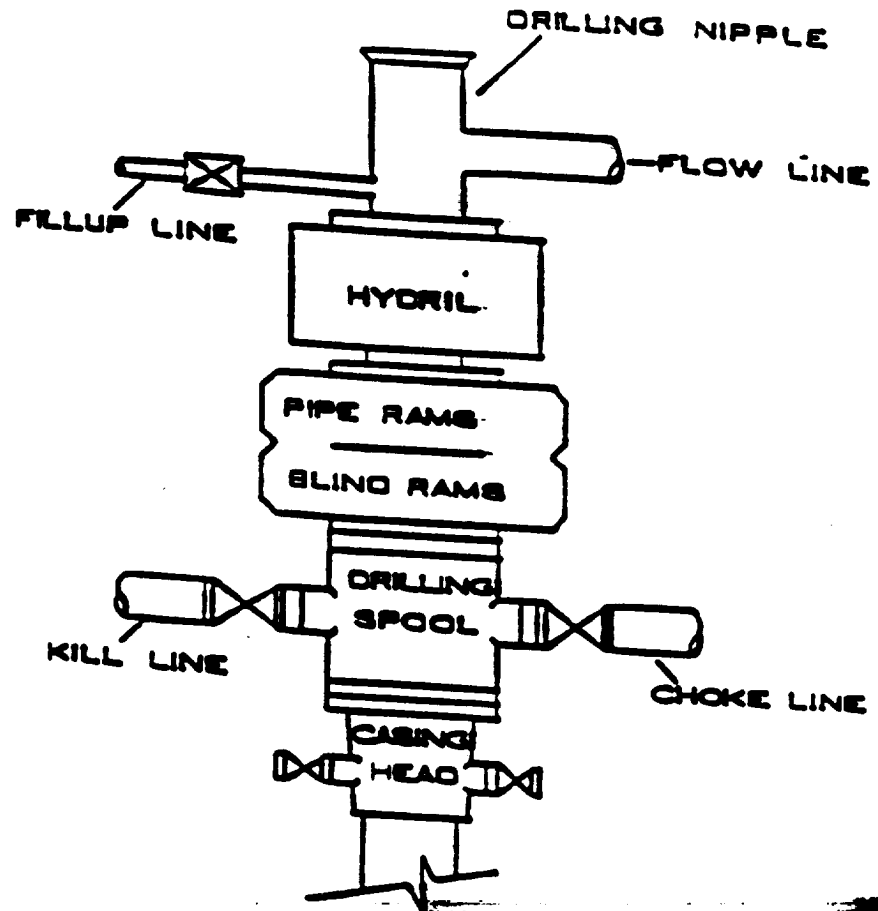 DRILLING NIPPLE
FLOW LINE
FILLUP LINE
HYDRIL
PIPE RAMS
BLIND RAMS
DRILLING
SPOOL
KILL LINE
CHOKE LINE
CASING
HEAD